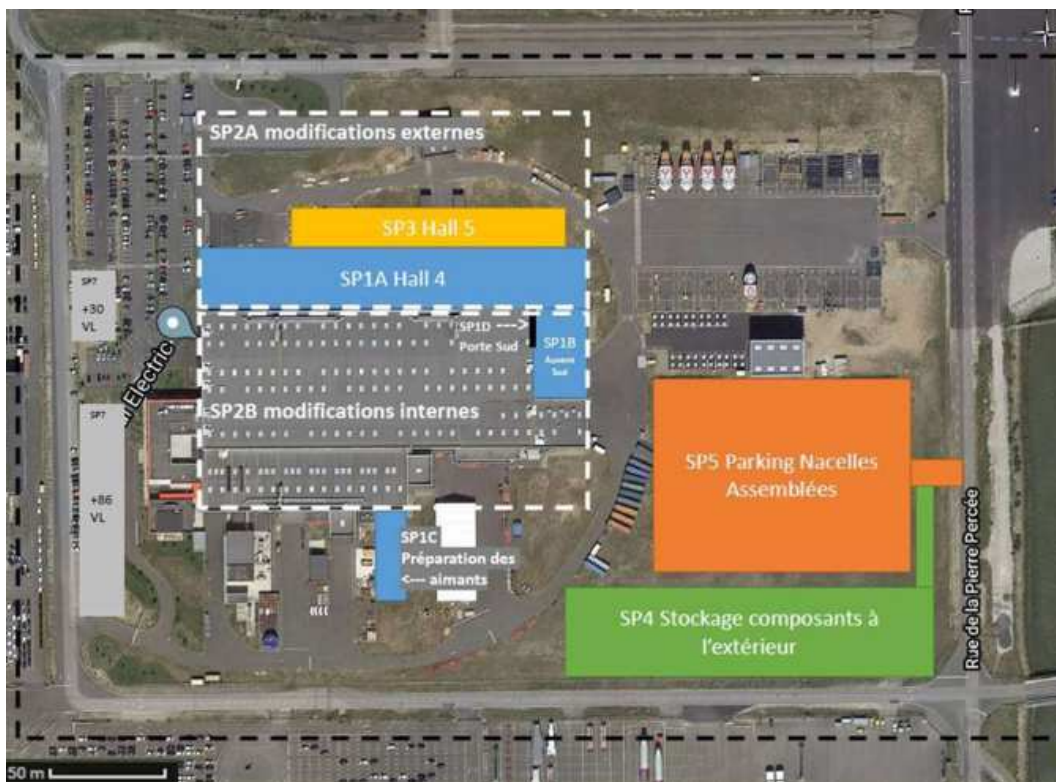 SP2A modifications externes
SP3 Hall 5
SP1A Hall 4
SP7
+30
VL
SP1D --->
Porte Sud
SP1B
Auvent
Sud
Electric
SP2B modifications internes
SP7
+86
VL
SP5 Parking Nacelles
Assemblées
SP1C
Préparation des
<--- aimants
SP4 Stockage composants à
l'extérieur
Rue de la Pierre Percée
50 m